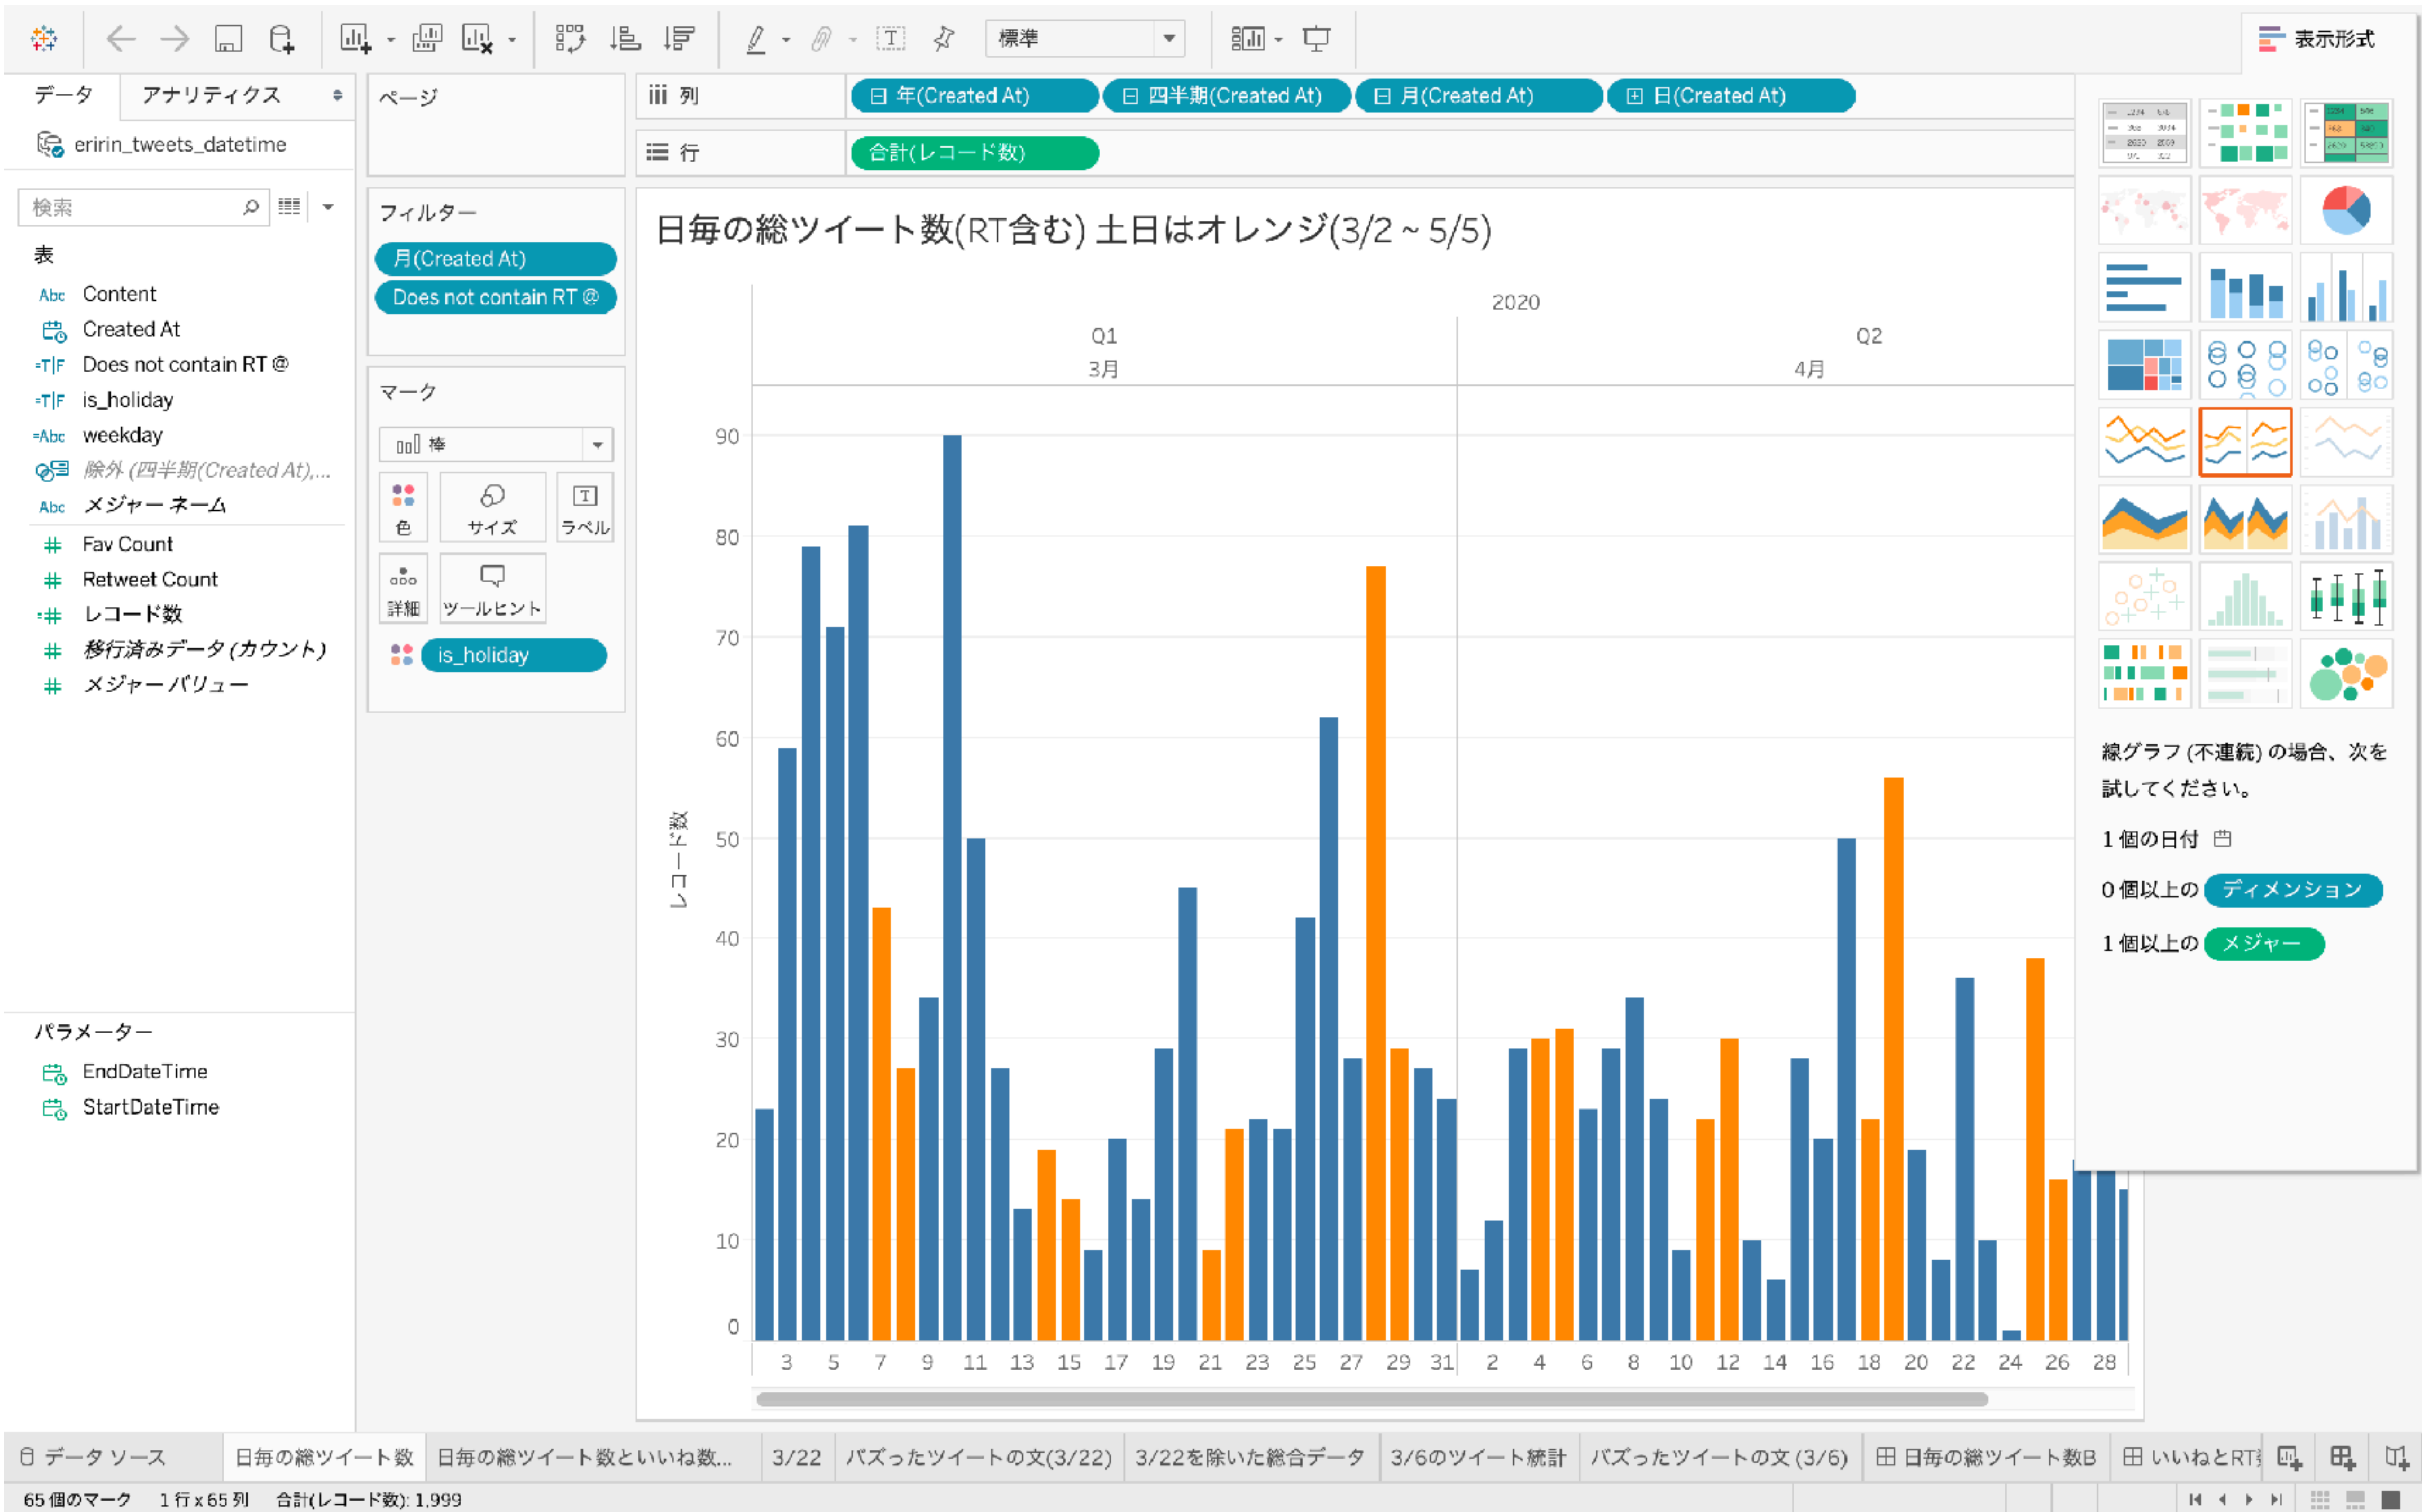 標準
表示形式
データ
アナリティクス
eririn_tweets_datetime
検索
表
Abc Content
Created At
=T|F Does not contain RT @
=T|F is_holiday
=Abc weekday
除外 (四半期(Created At),...
Abc メジャー ネーム
# Fav Count
# Retweet Count
=# レコード数
# 移行済みデータ (カウント)
# メジャー バリュー
パラメーター
EndDateTime
StartDateTime
ページ
フィルター
月(Created At)
Does not contain RT @
マーク
棒
色
サイズ
ラベル
詳細
ツールヒント
is_holiday
列
年(Created At)
四半期(Created At)
月(Created At)
日(Created At)
行
合計(レコード数)
日毎の総ツイート数(RT含む) 土日はオレンジ(3/2 ~ 5/5)
2020
Q1
Q2
3月
4月
レコード数
90
80
70
60
50
40
30
20
10
0
3 5 7 9 11 13 15 17 19 21 23 25 27 29 31 2 4 6 8 10 12 14 16 18 20 22 24 26 28
線グラフ (不連続) の場合、次を
試してください。
1 個の日付
0 個以上の ディメンション
1 個以上の メジャー
データ ソース
日毎の総ツイート数
日毎の総ツイート数といいね数...
3/22
バズったツイートの文(3/22)
3/22を除いた総合データ
3/6のツイート統計
バズったツイートの文 (3/6)
日毎の総ツイート数B
いいねとRT
65 個のマーク 1 行 x 65 列 合計(レコード数): 1,999